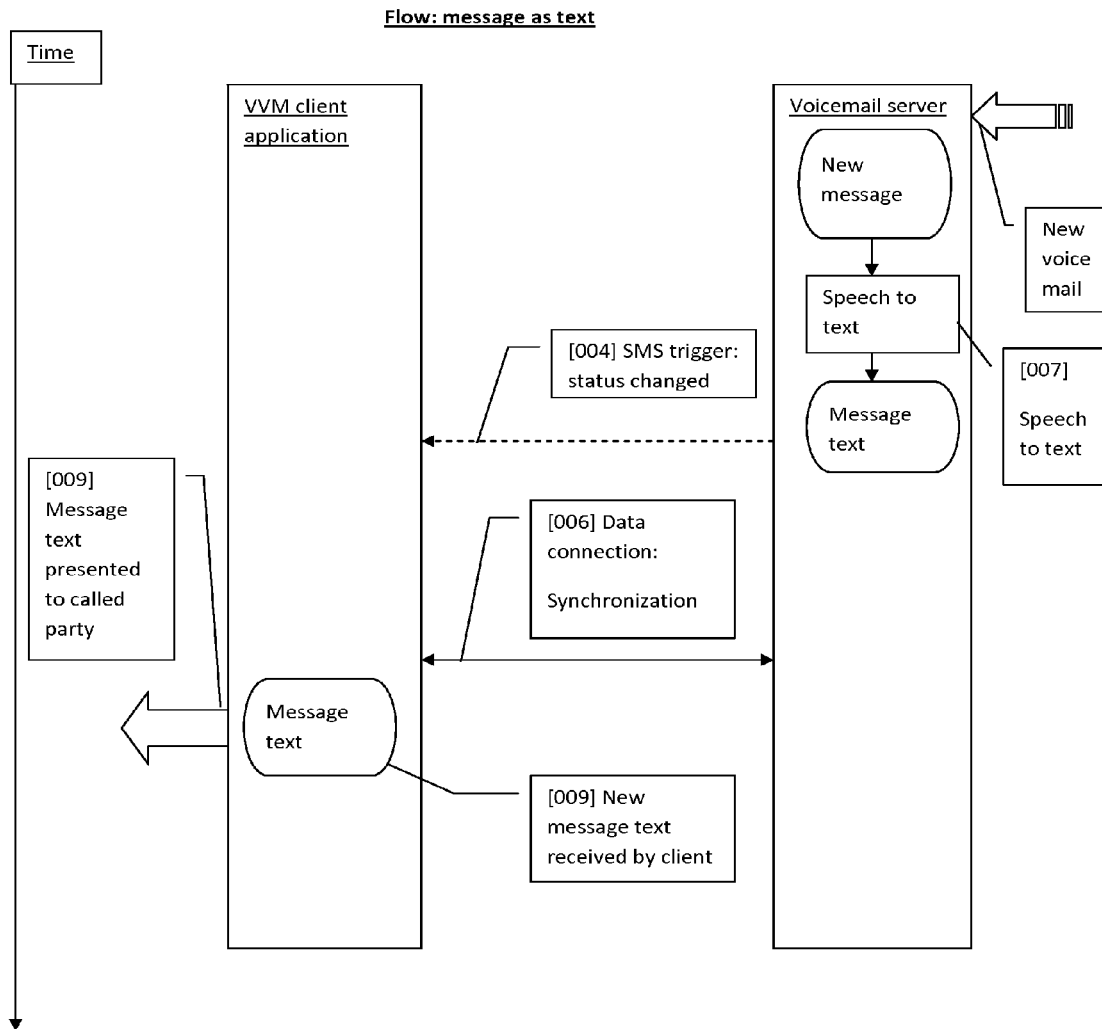 Flow: message as text
Time
VVM client
application
Voicemail server
New
message
New
voice
mail
Speech to
text
[004] SMS trigger:
status changed
[007]
Speech
to text
Message
text
[009]
Message
text
presented
to called
party
[006] Data
connection:
Synchronization
Message
text
[009] New
message text
received by client